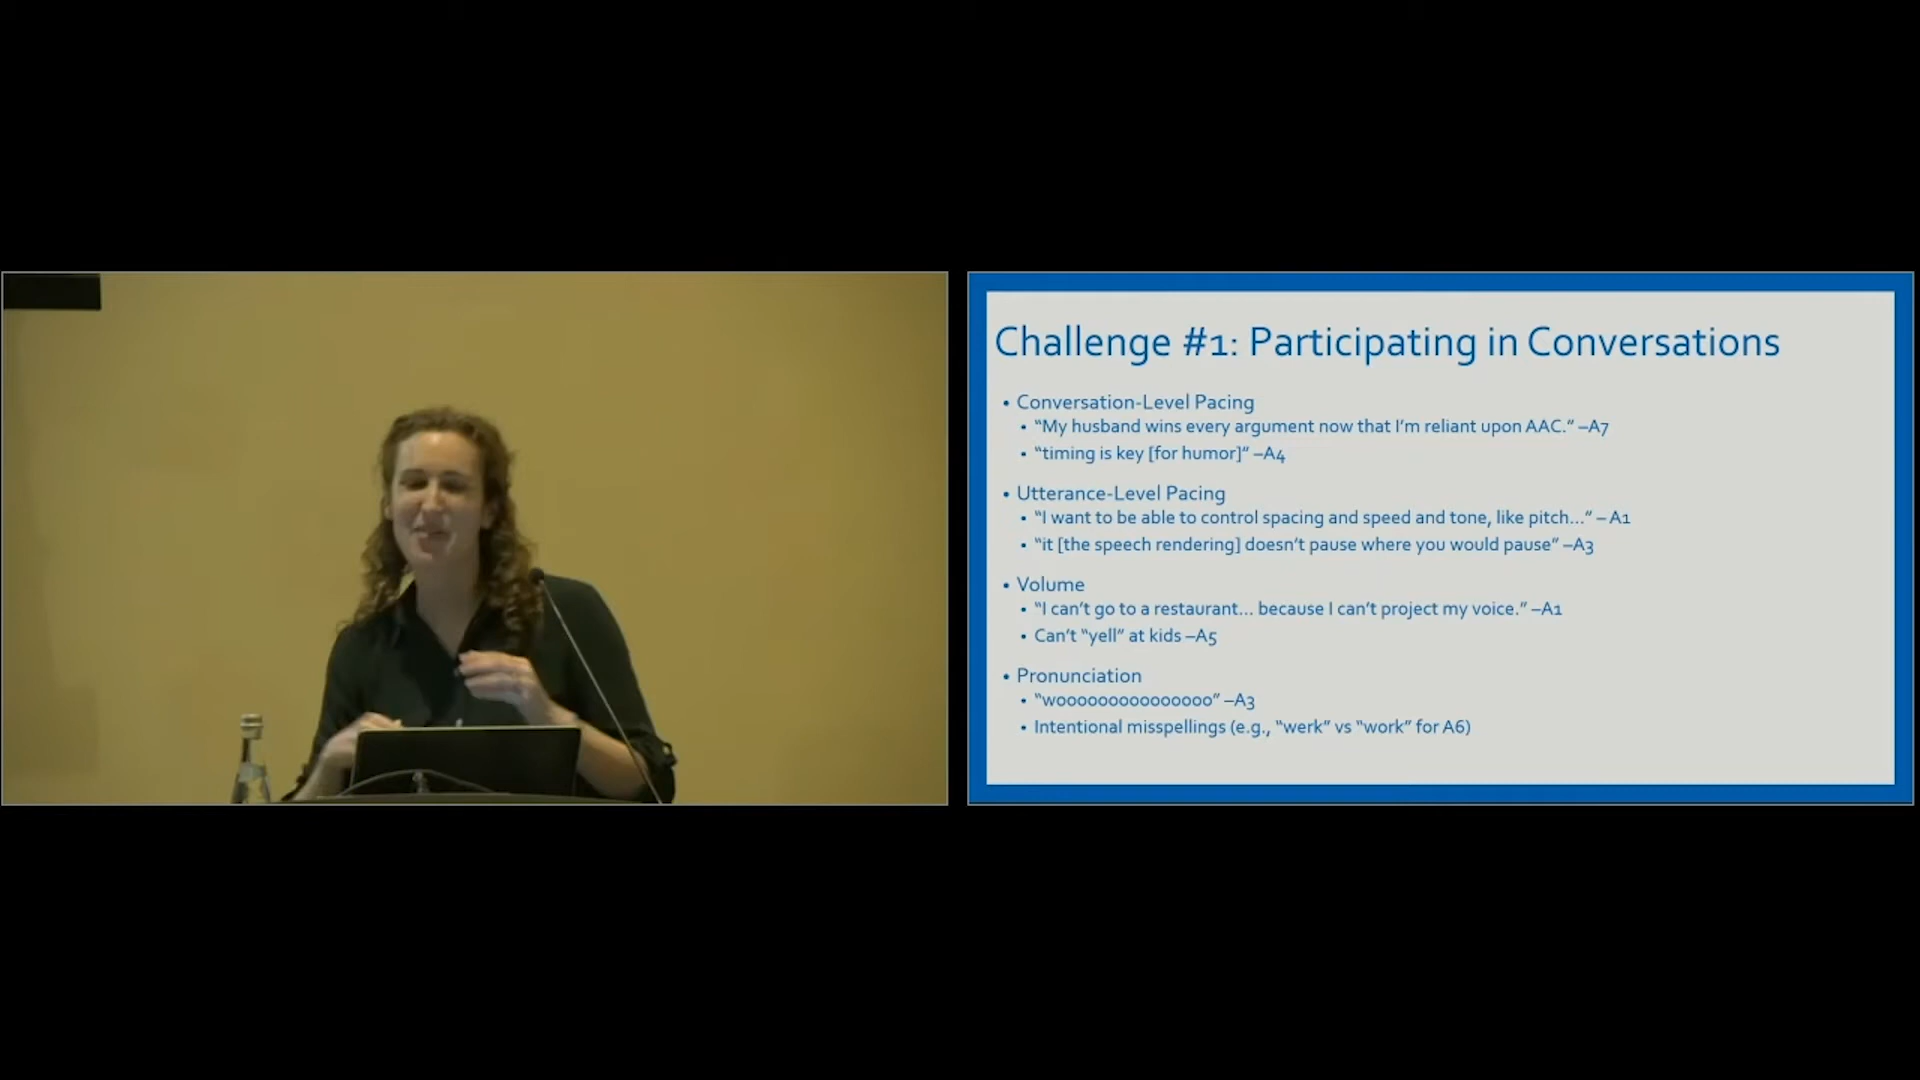 Challenge #1: Participating in Conversations
• Conversation-Level Pacing
• “My husband wins every argument now that I’m reliant upon AAC.” –A7
• “timing is key [for humor]” –A4
• Utterance-Level Pacing
• “I want to be able to control spacing and speed and tone, like pitch…” – A1
• “it [the speech rendering] doesn’t pause where you would pause” –A3
• Volume
• “I can’t go to a restaurant… because I can’t project my voice.” –A1
• Can’t “yell” at kids –A5
• Pronunciation
• “wooooooooooooooo” –A3
• Intentional misspellings (e.g., “werk” vs “work” for A6)